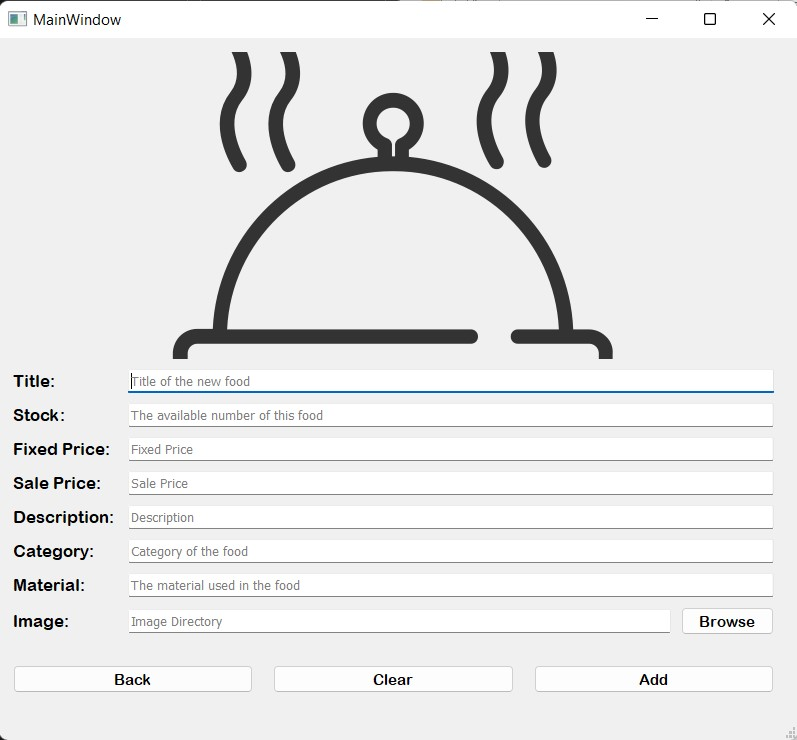 MainWindow
Title: Title of the new food
Stock: The available number of this food
Fixed Price: Fixed Price
Sale Price: Sale Price
Description: Description
Category: Category of the food
Material: The material used in the food
Image: Image Directory Browse
Back Clear Add